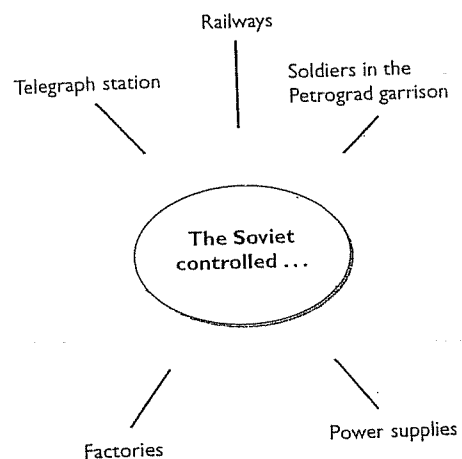 Railways
Telegraph station
Soldiers in the
Petrograd garrison
The Soviet
controlled ...
Factories
Power supplies